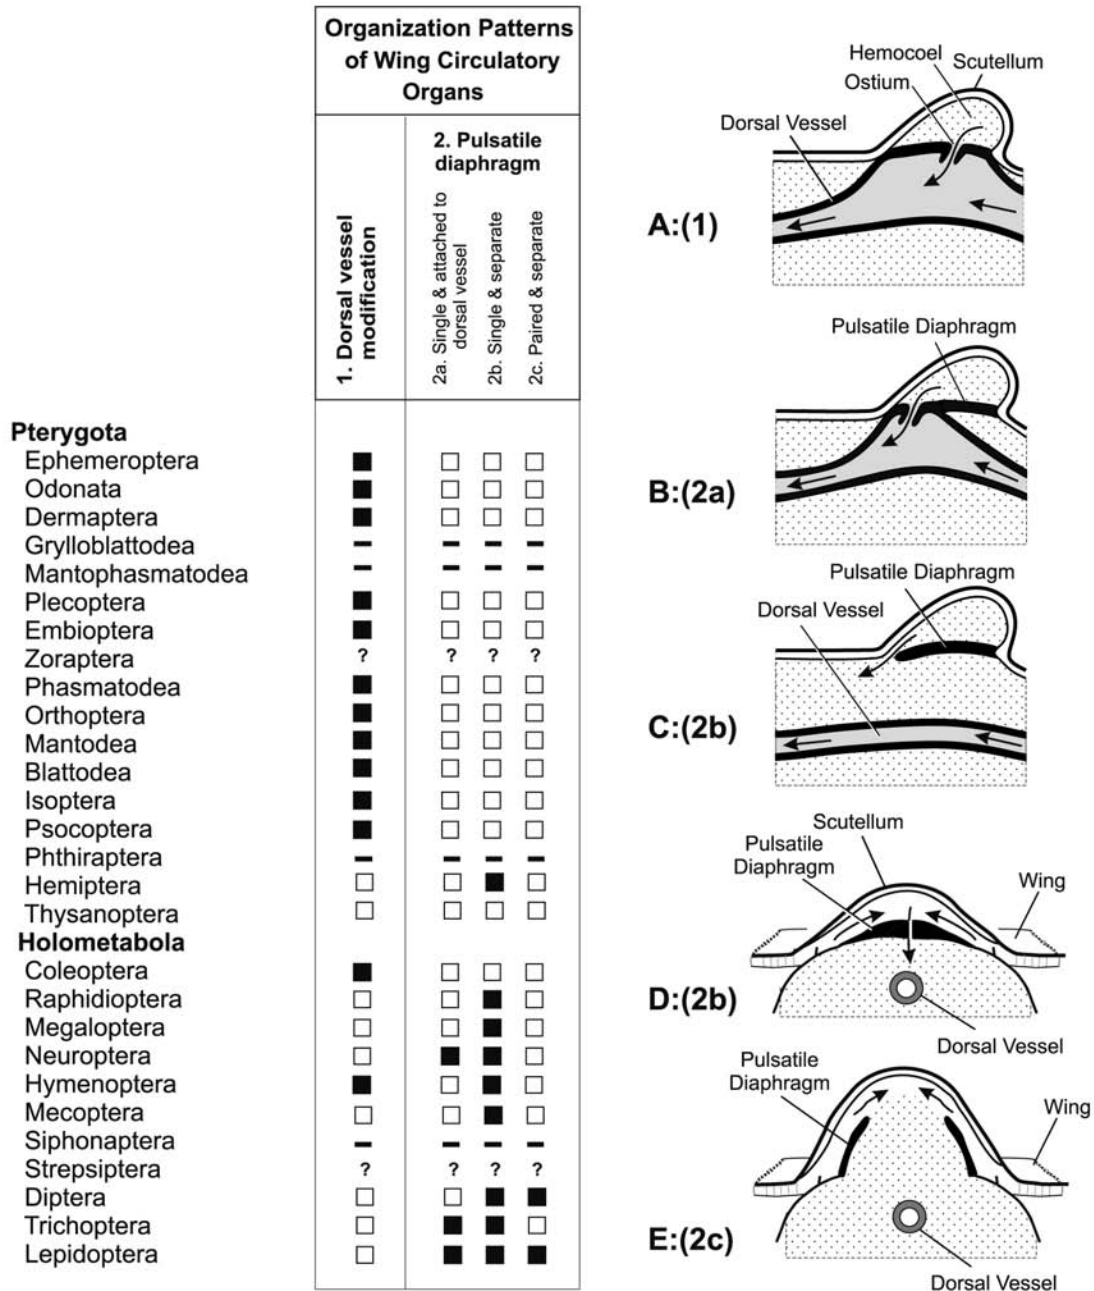 Organization Patterns
of Wing Circulatory
Organs
1. Dorsal vessel
modification
2. Pulsatile
diaphragm
2a. Single & attached to
dorsal vessel
2b. Single & separate
2c. Paired & separate
Pterygota
Ephemeroptera
Odonata
Dermaptera
Grylloblattodea
Mantophasmatodea
Plecoptera
Embioptera
Zoraptera ? ? ? ?
Phasmatodea
Orthoptera
Mantodea
Blattodea
Isoptera
Psocoptera
Phthiraptera
Hemiptera
Thysanoptera
Holometabola
Coleoptera
Raphidioptera
Megaloptera
Neuroptera
Hymenoptera
Mecoptera
Siphonaptera
Strepsiptera ? ? ? ?
Diptera
Trichoptera
Lepidoptera
Hemocoel
Scutellum
Ostium
Dorsal Vessel
A:(1)
Pulsatile Diaphragm
B:(2a)
Pulsatile Diaphragm
Dorsal Vessel
C:(2b)
Scutellum
Pulsatile
Diaphragm
Wing
D:(2b)
Dorsal Vessel
Pulsatile
Diaphragm
Wing
E:(2c)
Dorsal Vessel